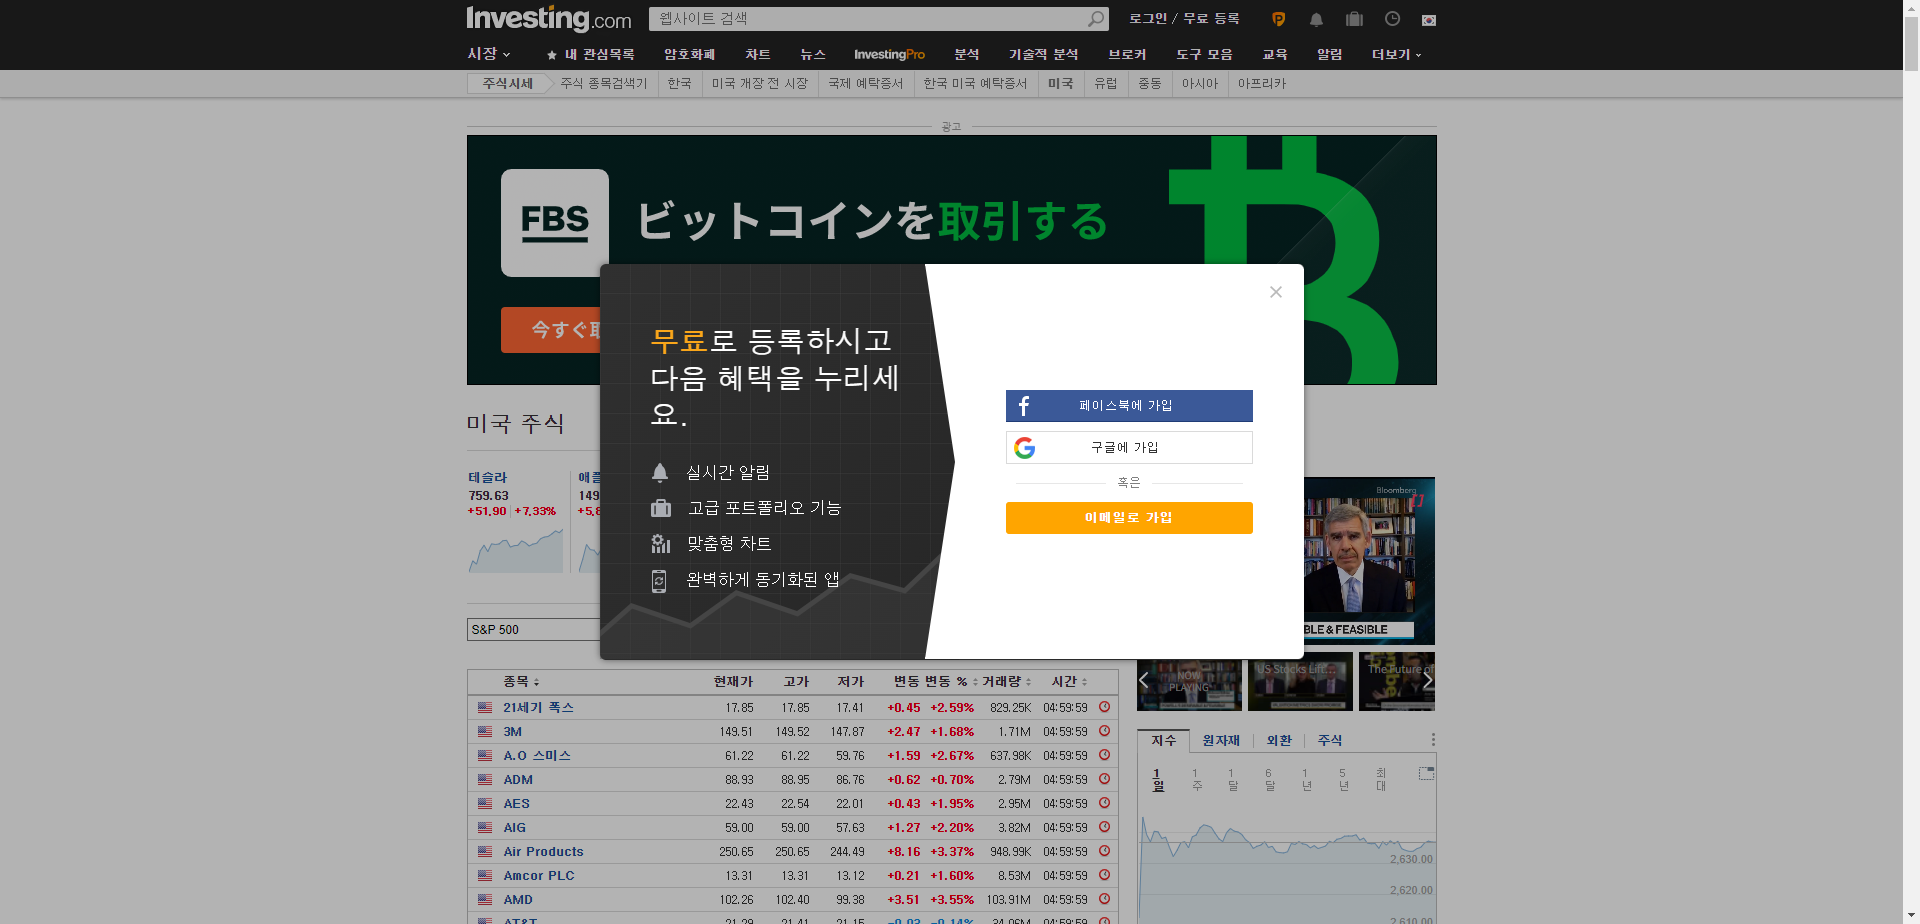 Investing.com
웹사이트 검색
로그인 / 무료 등록
시장 내 관심목록 암호화폐 차트 뉴스 InvestingPro 분석 기술적 분석 브로커 도구 모음 교육 알림 더보기
주식시세 주식 종목검색기 한국 미국 개장 전 시장 국제 예탁증서 한국 미국 예탁증서 미국 유럽 중동 아시아 아프리카
광고
FBS
ビットコインを取引する
今すぐ
무료로 등록하시고
다음 혜택을 누리세
요.
실시간 알림
고급 포트폴리오 기능
맞춤형 차트
완벽하게 동기화된 앱
페이스북에 가입
구글에 가입
혹은
이메일로 가입
미국 주식
테슬라
759.63
+51.90 +7.33%
애플
149
+5.8
S&P 500
Bloomberg
BLE & FEASIBLE
NOW
PLAYING
US Stocks Lift...
The Future of
종목 현재가 고가 저가 변동 변동 % 거래량 시간
21세기 폭스 17.85 17.85 17.41 +0.45 +2.59% 829.25K 04:59:59
3M 149.51 149.52 147.87 +2.47 +1.68% 1.71M 04:59:59
A.O 스미스 61.22 61.22 59.76 +1.59 +2.67% 637.98K 04:59:59
ADM 88.93 88.95 86.76 +0.62 +0.70% 2.79M 04:59:59
AES 22.43 22.54 22.01 +0.43 +1.95% 2.95M 04:59:59
AIG 59.00 59.00 57.63 +1.27 +2.20% 3.82M 04:59:59
Air Products 250.65 250.65 244.49 +8.16 +3.37% 948.99K 04:59:59
Amcor PLC 13.31 13.31 13.12 +0.21 +1.60% 8.53M 04:59:59
AMD 102.26 102.40 99.38 +3.51 +3.55% 103.91M 04:59:59
AT&T 21.29 21.41 21.15 -0.03 -0.14% 34.06M 04:59:59
지수 원자재 외환 주식
1일 1주 1달 6달 1년 5년 최대
2,630.00
2,620.00
2,610.00